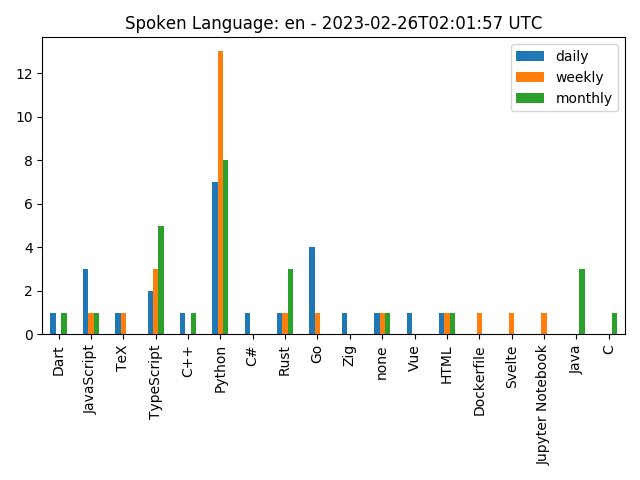 Spoken Language: en - 2023-02-26T02:01:57 UTC
daily
weekly
monthly
12
10
8
6
4
2
0
Dart
JavaScript
TeX
TypeScript
C++
Python
C#
Rust
Go
Zig
none
Vue
HTML
Dockerfile
Svelte
Jupyter Notebook
Java
C